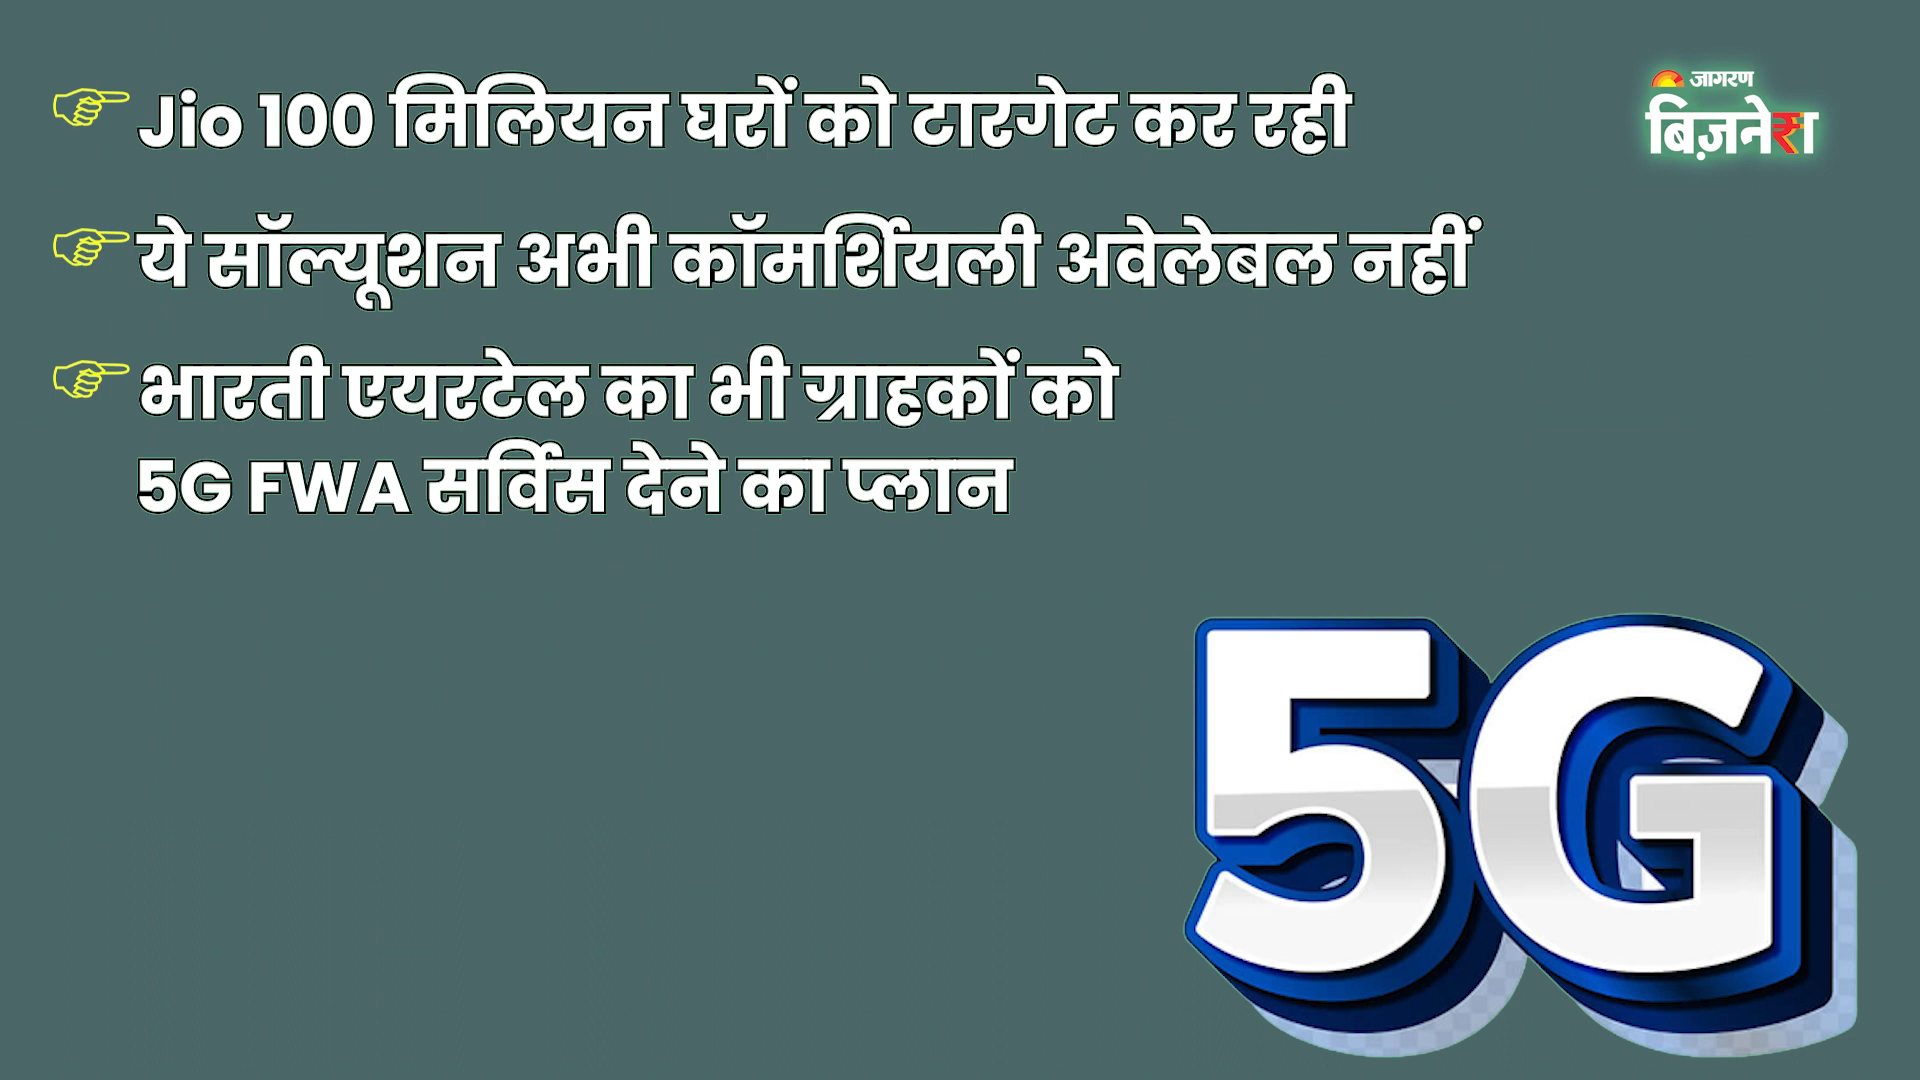 Jio 100 मिलियन घरों को टारगेट कर रही
जागरण
बिज़नेस
ये सॉल्यूशन अभी कॉमर्शियली अवेलेबल नहीं
भारती एयरटेल का भी ग्राहकों को
5G FWA सर्विस देने का प्लान
5G